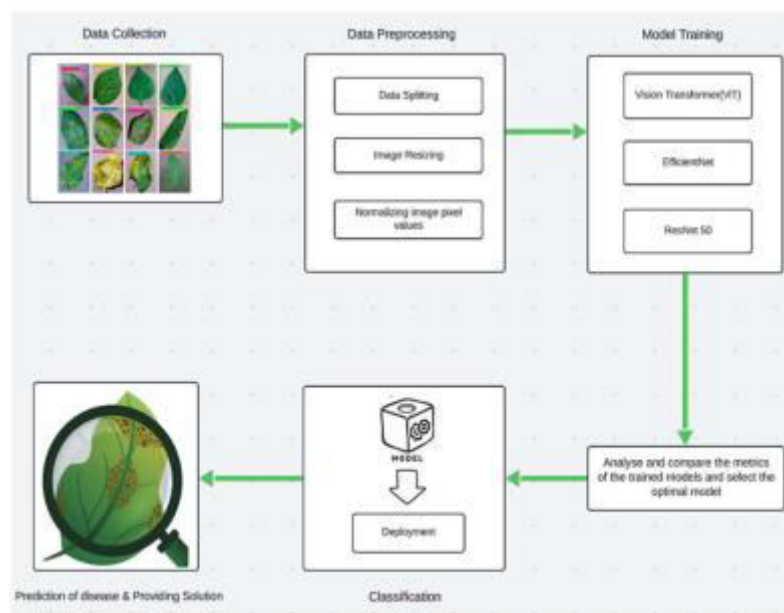 Data Collection
Data Preprocessing
Model Training
Data Splitting
Image Resizing
Normalizing image pixel
values
Vision Transformer(ViT)
EfficientNet
ResNet 50
Analyse and compare the metrics
of the trained models and select the
optimal model
MODEL
Deployment
Classification
Prediction of disease & Providing Solution